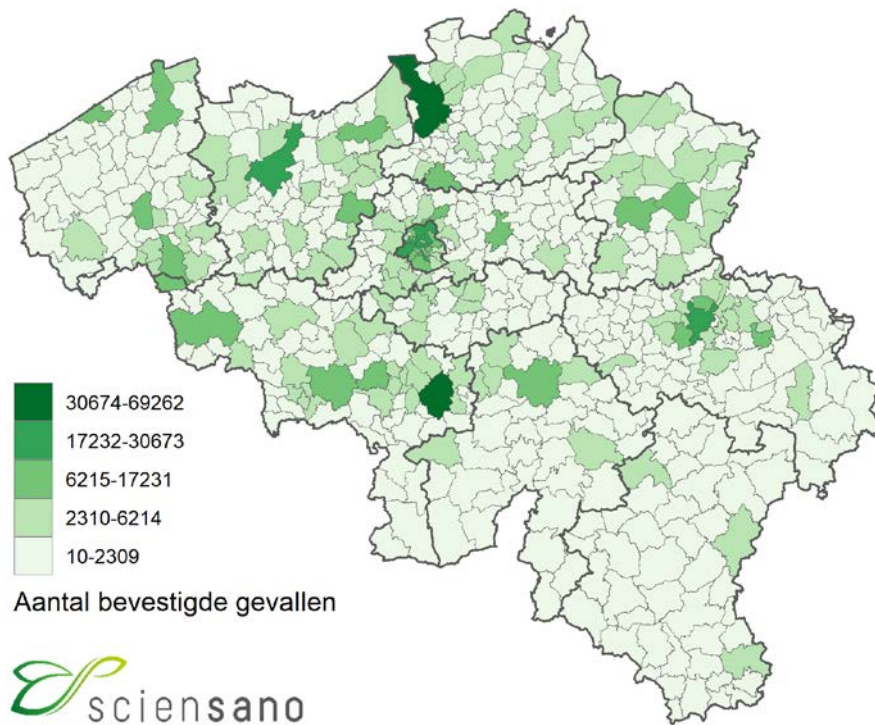 30674-69262
17232-30673
6215-17231
2310-6214
10-2309
Aantal bevestigde gevallen
sciensano